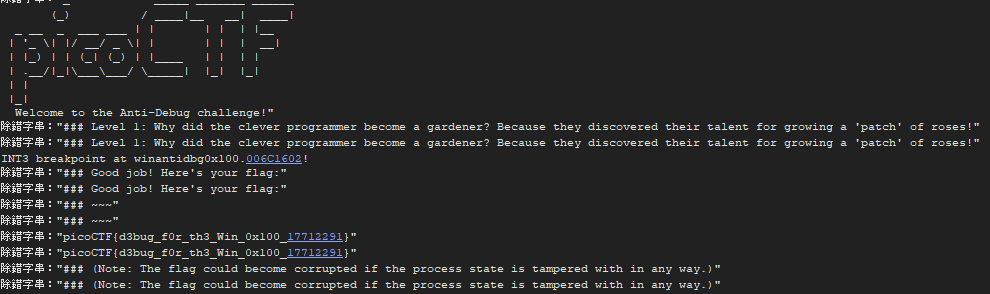 除錯字串："_            _____ _______ ______
       (_)          / ____|__   __|  ____|
  _ __  _  ___ ___ | |       | |  | |__
 | '_ \| |/ __/ _ \| |       | |  |  __|
 | |_) | | (_| (_) | |____   | |  | |
 | .__/|_|\___\___/ \_____|  |_|  |_|
 | |
 |_|
  Welcome to the Anti-Debug challenge!"
除錯字串："### Level 1: Why did the clever programmer become a gardener? Because they discovered their talent for growing a 'patch' of roses!"
除錯字串："### Level 1: Why did the clever programmer become a gardener? Because they discovered their talent for growing a 'patch' of roses!"
INT3 breakpoint at winantidbg0x100.006C1602!
除錯字串："### Good job! Here's your flag:"
除錯字串："### Good job! Here's your flag:"
除錯字串："### ~~~"
除錯字串："### ~~~"
除錯字串："picoCTF{d3bug_f0r_th3_Win_0x100_17712291}"
除錯字串："picoCTF{d3bug_f0r_th3_Win_0x100_17712291}"
除錯字串："### (Note: The flag could become corrupted if the process state is tampered with in any way.)"
除錯字串："### (Note: The flag could become corrupted if the process state is tampered with in any way.)"